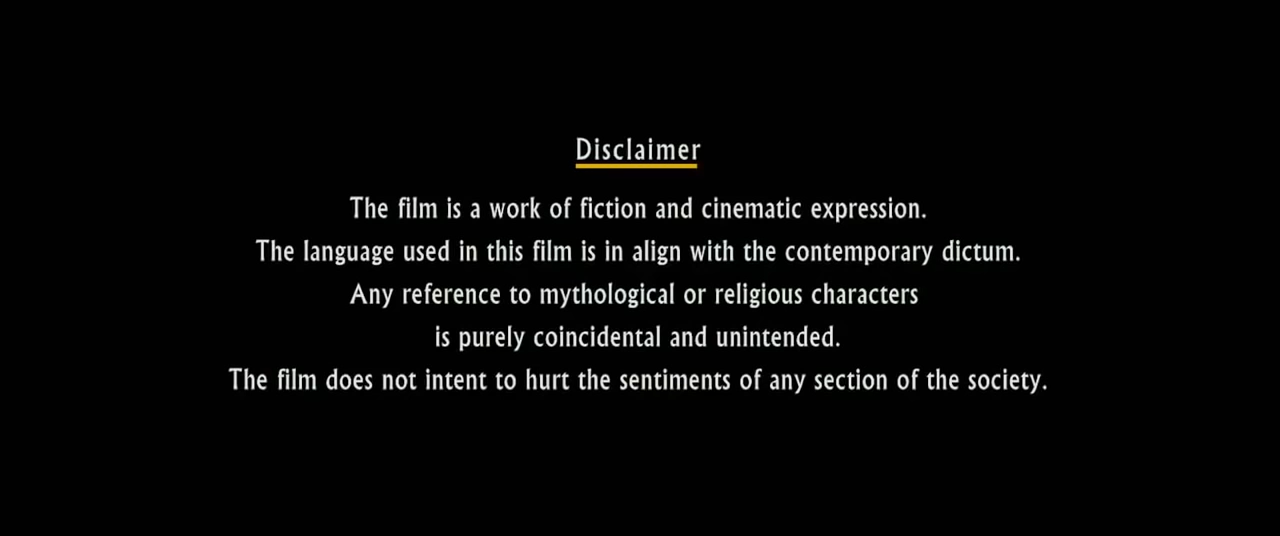 Disclaimer
The film is a work of fiction and cinematic expression.
The language used in this film is in align with the contemporary dictum.
Any reference to mythological or religious characters
is purely coincidental and unintended.
The film does not intent to hurt the sentiments of any section of the society.